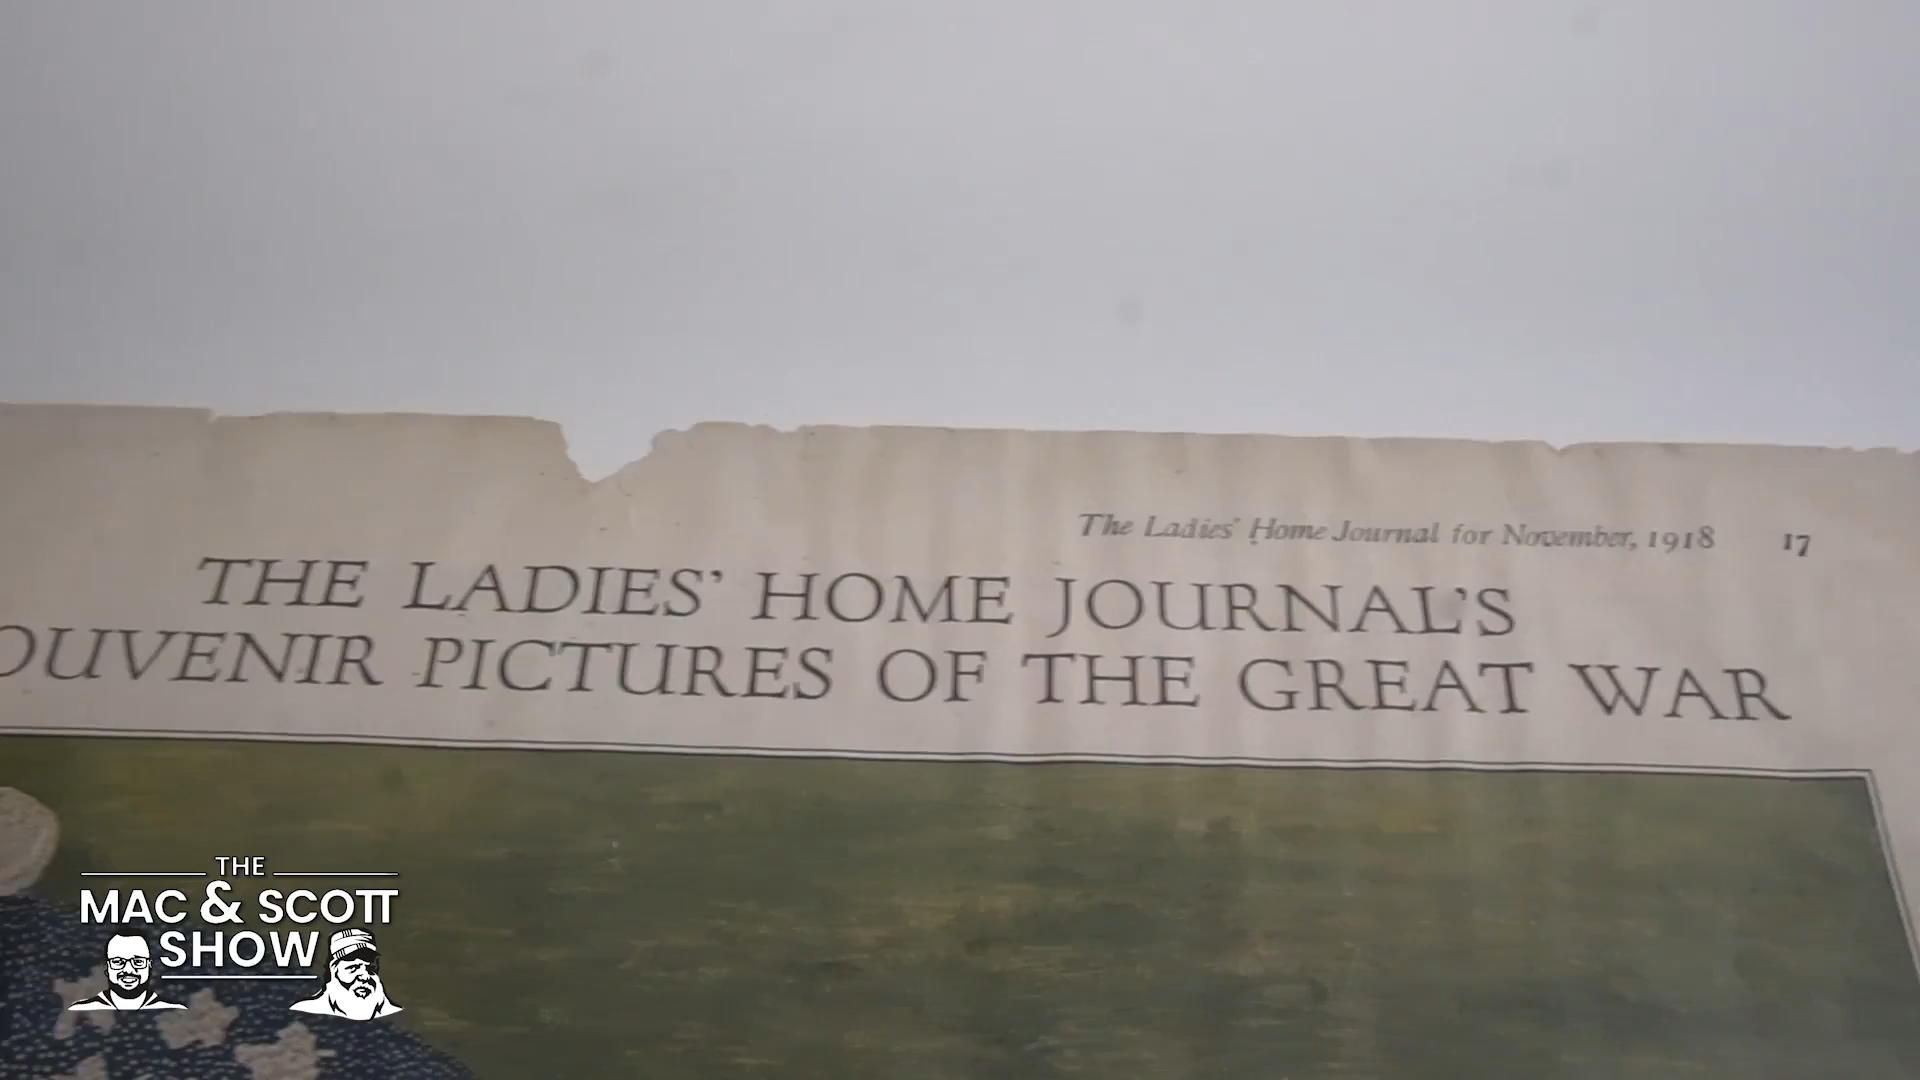 The Ladies' Home Journal for November, 1918 17
THE LADIES' HOME JOURNAL'S
OUVENIR PICTURES OF THE GREAT WAR
THE
MAC & SCOTT
SHOW